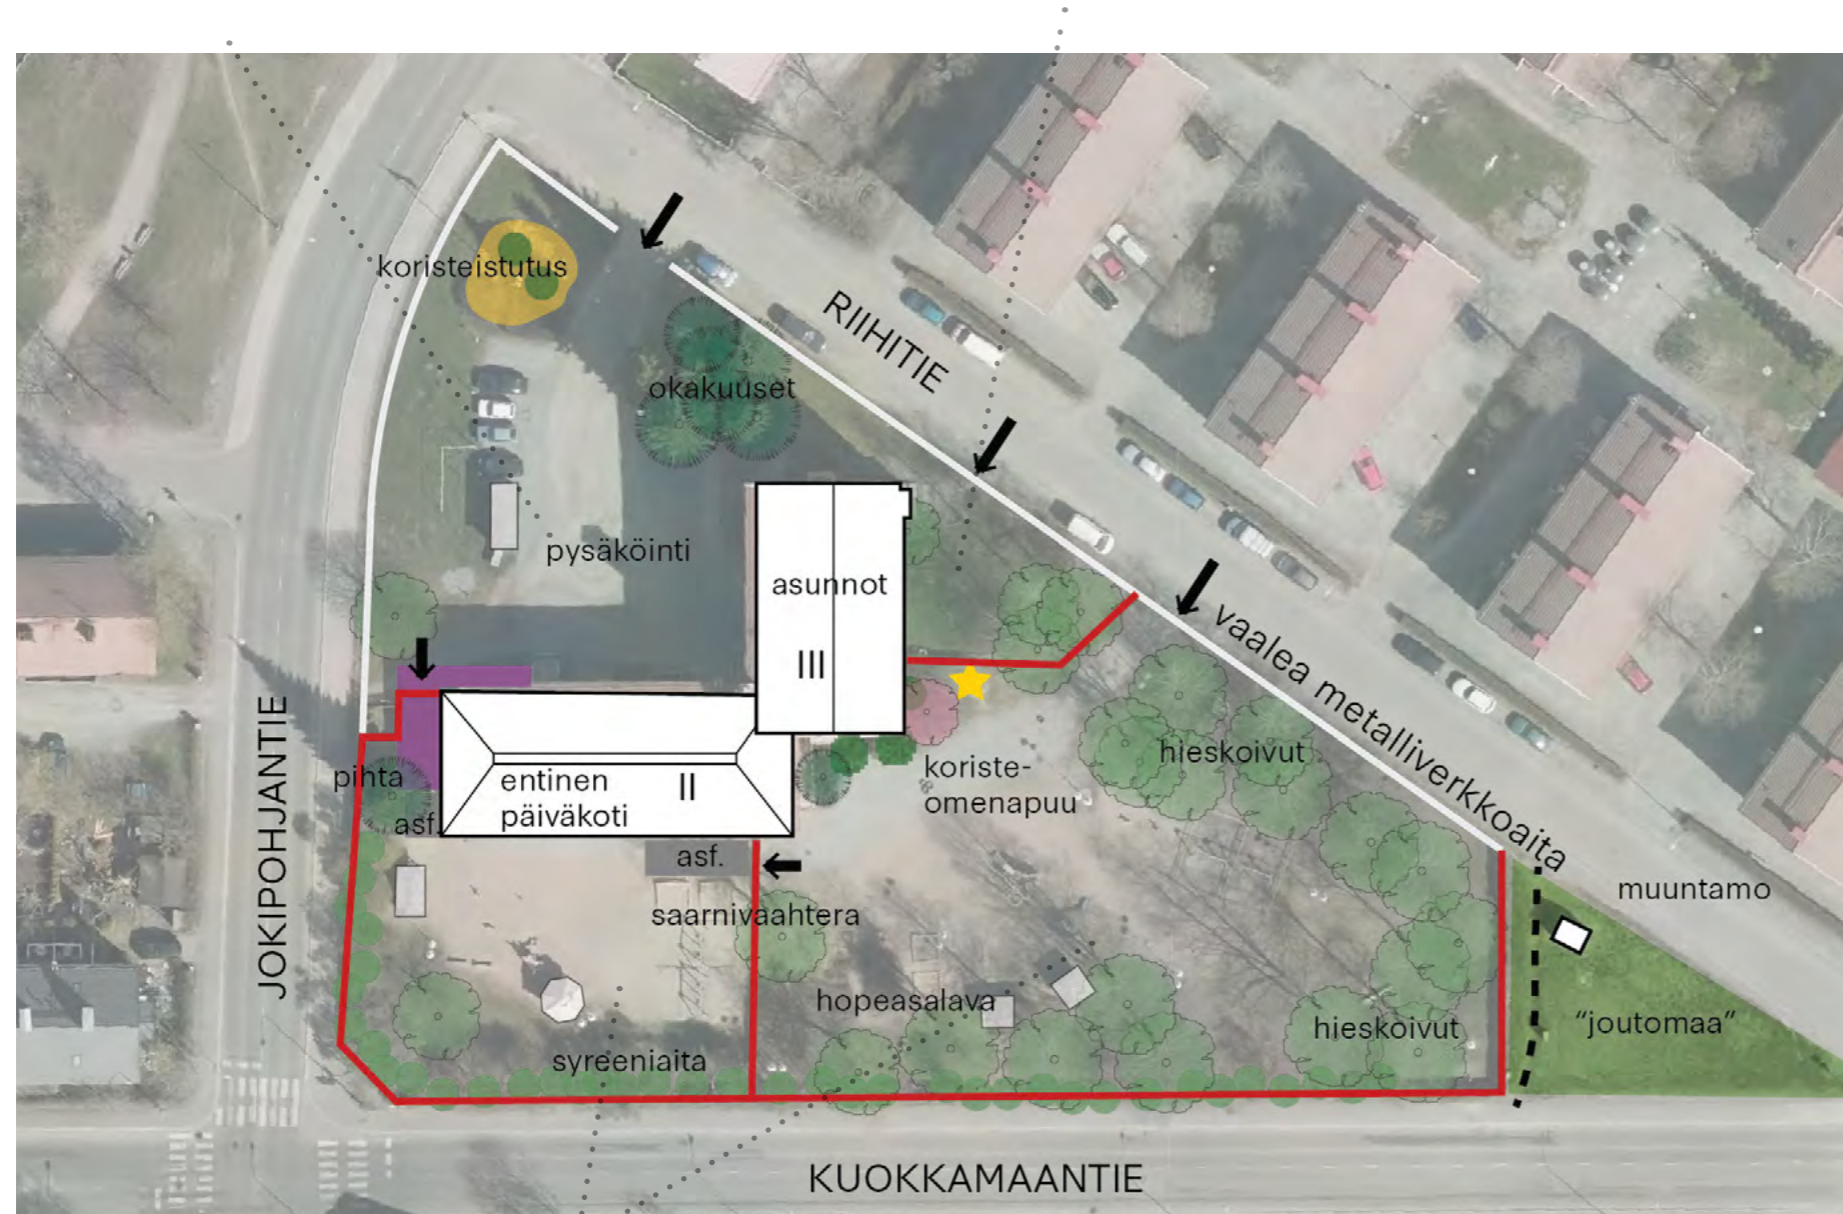 koristeistutus
RIIHITIE
okakuuset
pysäköinti
asunnot
III
vaalea metalliverkkoaita
JOKIPOHJANTIE
pihta
asf.
entinen
päiväkoti
II
koriste-
omenapuu
hieskoivut
asf.
saarnivaahtera
muuntamo
hopeasalava
hieskoivut
"joutomaa"
syreeniaita
KUOKKAMAANTIE